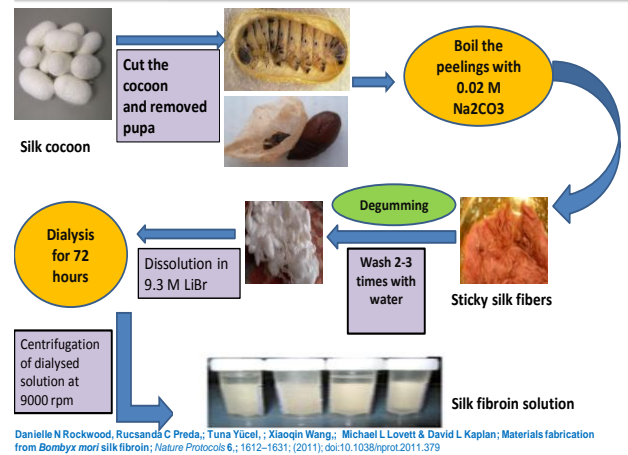 Cut the
cocoon
and removed
pupa
Boil the
peelings with
0.02 M
Na2CO3
Silk cocoon
Degumming
Dialysis
for 72
hours
Dissolution in
9.3 M LiBr
Wash 2-3
times with
water
Sticky silk fibers
Centrifugation
of dialysed
solution at
9000 rpm
Silk fibroin solution
Danielle N Rockwood, Rucsanda C Preda,; Tuna Yücel, ; Xiaoqin Wang,; Michael L Lovett & David L Kaplan; Materials fabrication
from Bombyx mori silk fibroin; Nature Protocols 6,; 1612–1631; (2011); doi:10.1038/nprot.2011.379